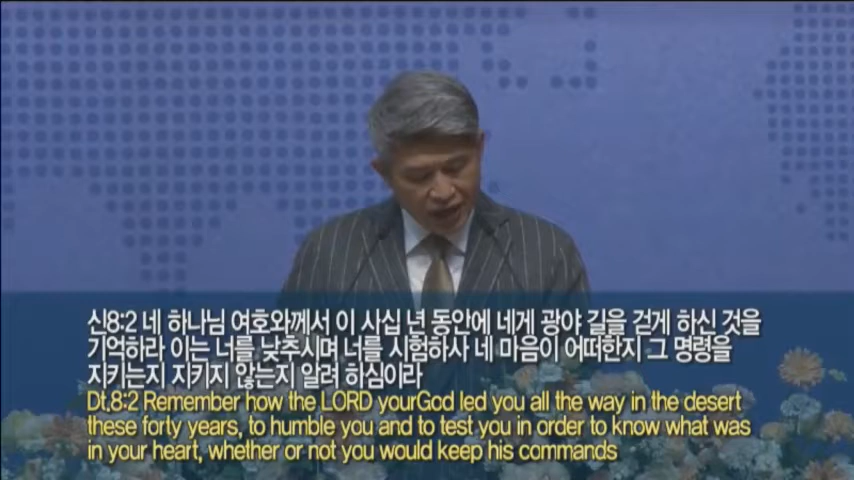 신8:2 네 하나님 여호와께서 이 사십 년 동안에 네게 광야 길을 걷게 하신 것을
기억하라 이는 너를 낮추시며 너를 시험하사 네 마음이 어떠한지 그 명령을
지키는지 지키지 않는지 알려 하심이라
Dt.8:2 Remember how the LORD yourGod led you all the way in the desert
these forty years, to humble you and to test you in order to know what was
in your heart, whether or not you would keep his commands